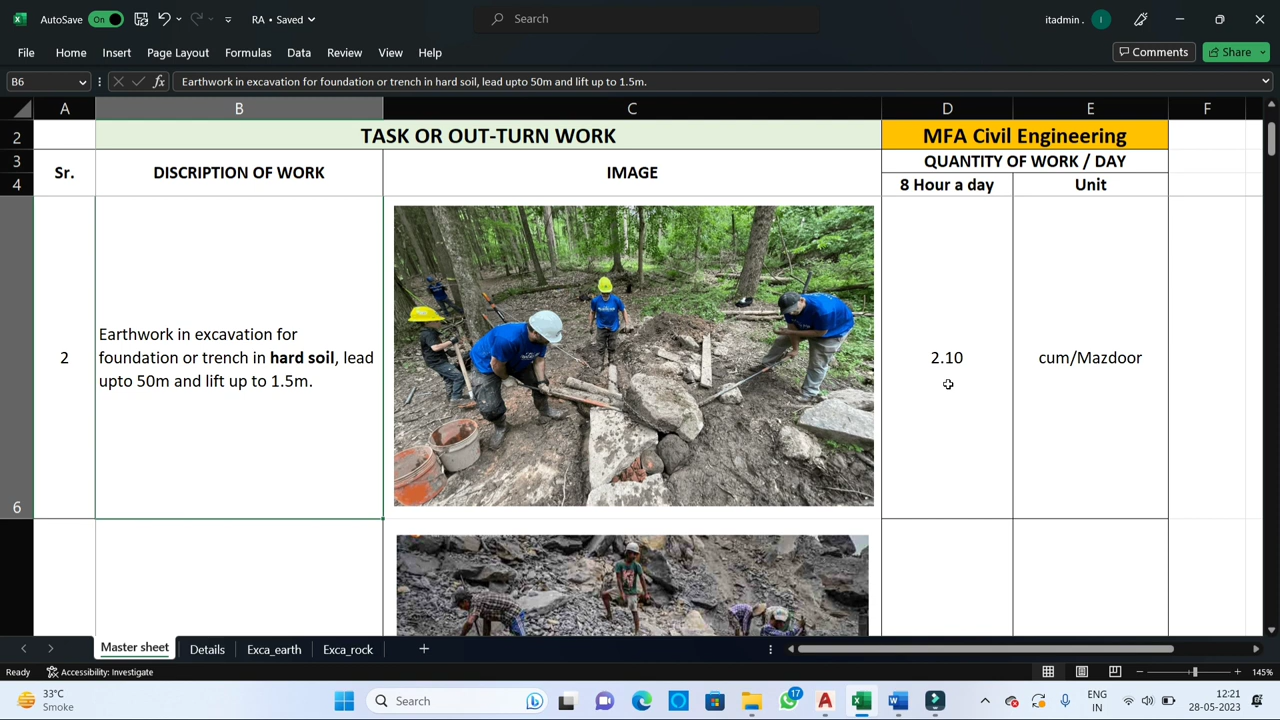 AutoSave On RA • Saved Search itadmin . I
File Home Insert Page Layout Formulas Data Review View Help Comments Share
B6 fx Earthwork in excavation for foundation or trench in hard soil, lead upto 50m and lift up to 1.5m.
A B C D E F
2 TASK OR OUT-TURN WORK MFA Civil Engineering
3 Sr. DISCRIPTION OF WORK IMAGE QUANTITY OF WORK / DAY
4 8 Hour a day Unit
Earthwork in excavation for
2 foundation or trench in hard soil, lead 2.10 cum/Mazdoor
upto 50m and lift up to 1.5m.
6
Master sheet Details Exca_earth Exca_rock
Ready Accessibility: Investigate 145%
33°C
Smoke
Search
17
ENG
IN
12:21
28-05-2023